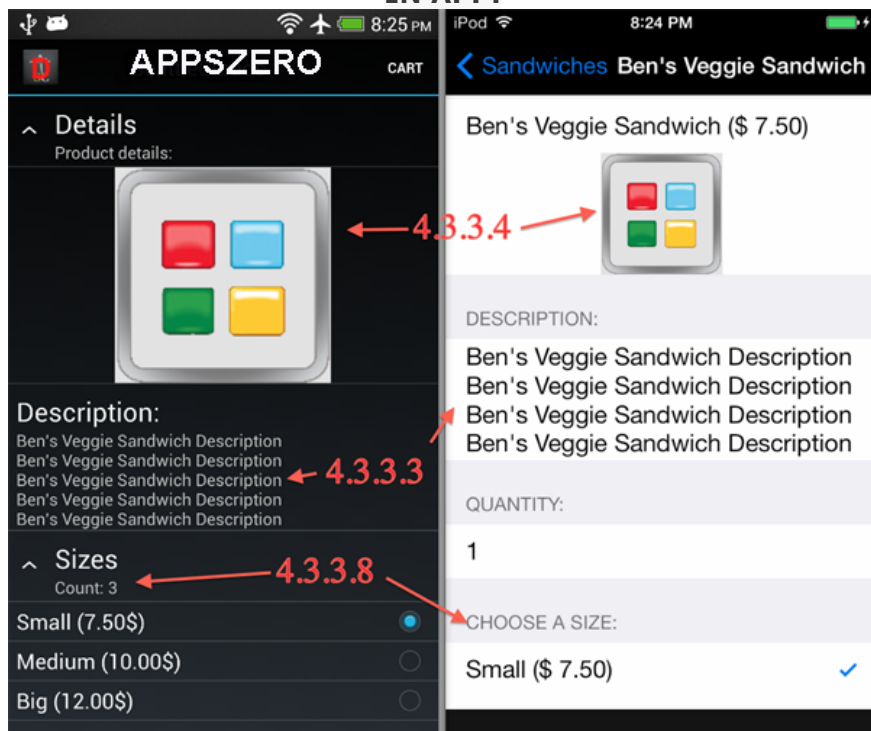 IN APP?
8:25 PM
APPSZERO
CART
Details
Product details:
Description:
Ben's Veggie Sandwich Description
Ben's Veggie Sandwich Description
Ben's Veggie Sandwich Description
Ben's Veggie Sandwich Description
Ben's Veggie Sandwich Description
Sizes
Count: 3
Small (7.50$)
Medium (10.00$)
Big (12.00$)
4.3.3.4
4.3.3.3
4.3.3.8
iPod
8:24 PM
Sandwiches Ben's Veggie Sandwich
Ben's Veggie Sandwich ($ 7.50)
DESCRIPTION:
Ben's Veggie Sandwich Description
Ben's Veggie Sandwich Description
Ben's Veggie Sandwich Description
Ben's Veggie Sandwich Description
QUANTITY:
1
CHOOSE A SIZE:
Small ($ 7.50)